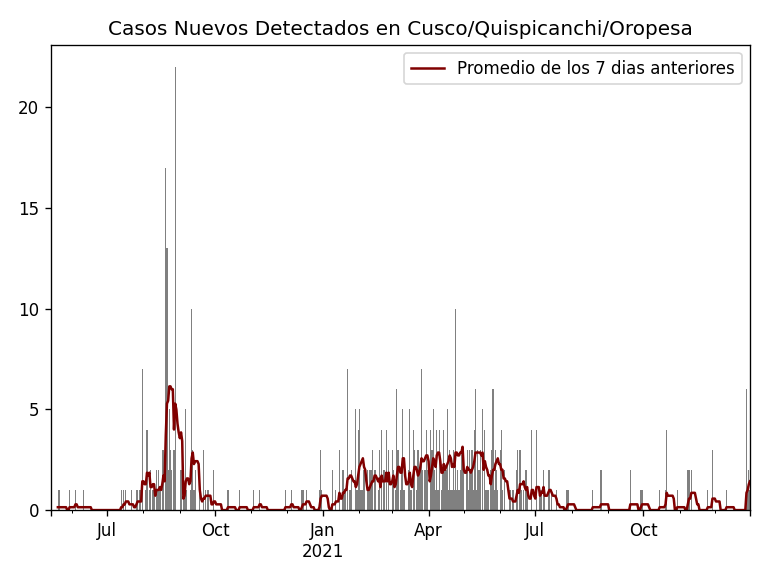 Casos Nuevos Detectados en Cusco/Quispicanchi/Oropesa
Promedio de los 7 dias anteriores
20
15
10
5
0
Jul Oct Jan Apr Jul Oct
2021